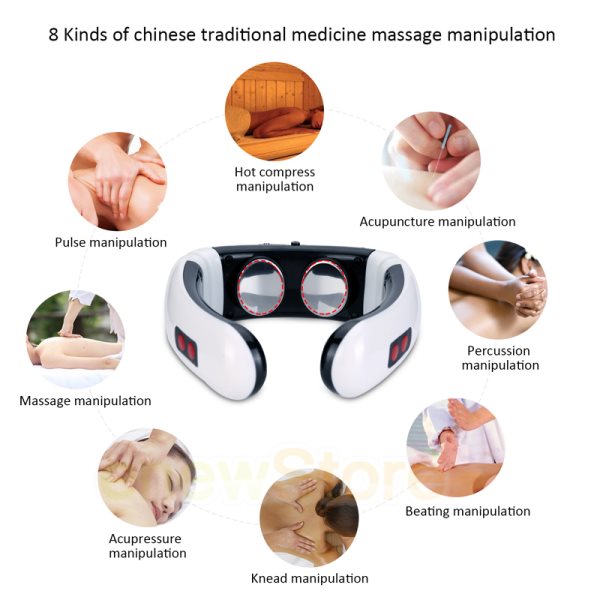 8 Kinds of chinese traditional medicine massage manipulation
Hot compress
manipulation
Acupuncture manipulation
Pulse manipulation
Percussion
manipulation
Massage manipulation
Beating manipulation
Acupressure
manipulation
Knead manipulation